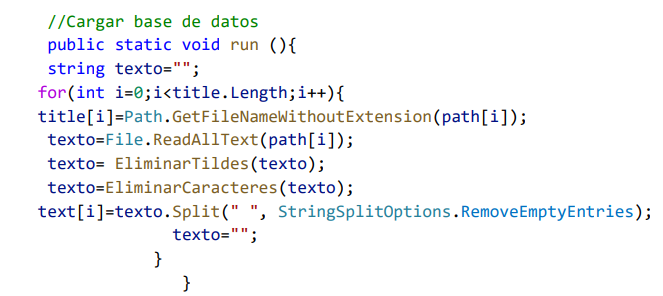 //Cargar base de datos
public static void run (){
string texto="";
for(int i=0;i<title.Length;i++){
title[i]=Path.GetFileNameWithoutExtension(path[i]);
texto=File.ReadAllText(path[i]);
texto= EliminarTildes(texto);
texto=EliminarCaracteres(texto);
text[i]=texto.Split(" ", StringSplitOptions.RemoveEmptyEntries);
texto="";
}
}